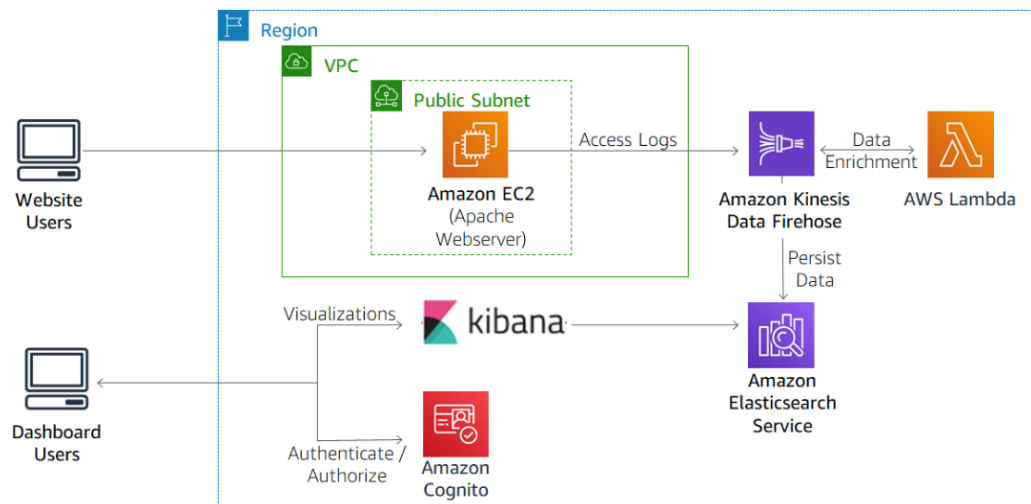 Region
VPC
Public Subnet
Website
Users
Amazon EC2
(Apache
Webserver)
Access Logs
Amazon Kinesis
Data Firehose
Data
Enrichment
AWS Lambda
Persist
Data
Visualizations
kibana
Amazon
Elasticsearch
Service
Dashboard
Users
Authenticate /
Authorize
Amazon
Cognito